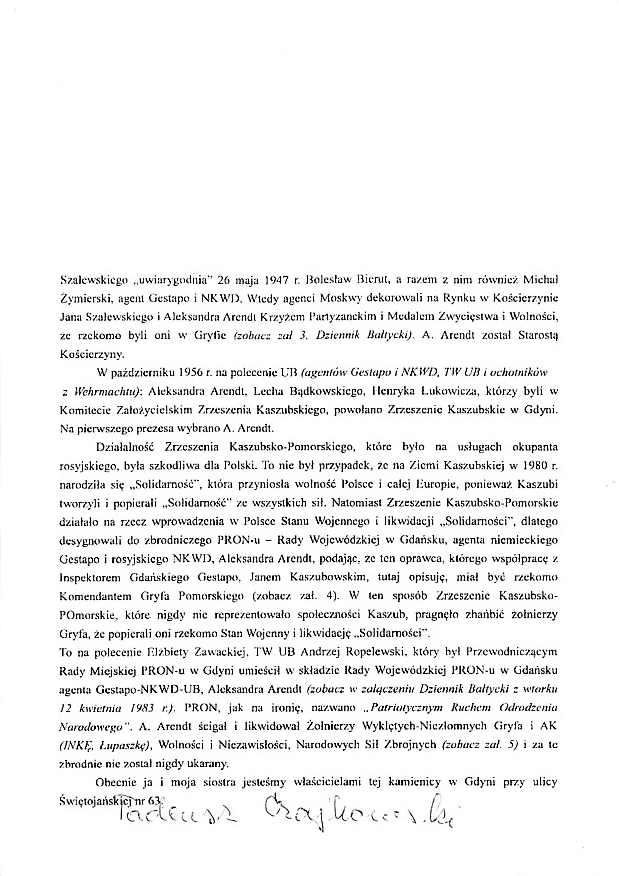 Szalewskiego „uwiarygodnia" 26 maja 1947 r. Bolesław Bierut, a razem z nim również Michał
Żymierski, agent Gestapo i NKWD. Wtedy agenci Moskwy dekorowali na Rynku w Kościerzynie
Jana Szalewskiego i Aleksandra Arendt Krzyżem Partyzanckim i Medalem Zwycięstwa i Wolności,
że rzekomo byli oni w Gryfie (zobacz zał 3. Dziennik Bałtycki). A. Arendt został Starostą
Kościerzyny.
W październiku 1956 r. na polecenie UB (agentów Gestapo i NKWD, TW UB i ochotników
z Wehrmachtu): Aleksandra Arendt, Lecha Bądkowskiego, Henryka Łukowicza, którzy byli w
Komitecie Założycielskim Zrzeszenia Kaszubskiego, powołano Zrzeszenie Kaszubskie w Gdyni.
Na pierwszego prezesa wybrano A. Arendt.
Działalność Zrzeszenia Kaszubsko-Pomorskiego, które było na usługach okupanta
rosyjskiego, była szkodliwa dla Polski. To nie był przypadek, że na Ziemi Kaszubskiej w 1980 r.
narodziła się „Solidarność", która przyniosła wolność Polsce i całej Europie, ponieważ Kaszubi
tworzyli i popierali „Solidarność" ze wszystkich sił. Natomiast Zrzeszenie Kaszubsko-Pomorskie
działało na rzecz wprowadzenia w Polsce Stanu Wojennego i likwidacji „Solidarności", dlatego
desygnowali do zbrodniczego PRON-u – Rady Wojewódzkiej w Gdańsku, agenta niemieckiego
Gestapo i rosyjskiego NKWD, Aleksandra Arendt, podając, że ten oprawca, którego współpracę z
Inspektorem Gdańskiego Gestapo, Janem Kaszubowskim, tutaj opisuję, miał być rzekomo
Komendantem Gryfa Pomorskiego (zobacz zał. 4). W ten sposób Zrzeszenie Kaszubsko-
POmorskie, które nigdy nie reprezentowało społeczności Kaszub, pragnęło zhańbić żołnierzy
Gryfa, że popierali oni rzekomo Stan Wojenny i likwidację „Solidarności".
To na polecenie Elżbiety Zawackiej, TW UB Andrzej Ropelewski, który był Przewodniczącym
Rady Miejskiej PRON-u w Gdyni umieścił w składzie Rady Wojewódzkiej PRON-u w Gdańsku
agenta Gestapo-NKWD-UB, Aleksandra Arendt (zobacz w załączeniu Dziennik Bałtycki z wtorku
12 kwietnia 1983 r.). PRON, jak na ironię, nazwano „Patriotycznym Ruchem Odrodzenia
Narodowego". A. Arendt ścigał i likwidował Żołnierzy Wyklętych-Niezłomnych Gryfa i AK
(INKĘ, Łupaszkę), Wolności i Niezawisłości, Narodowych Sił Zbrojnych (zobacz zał. 5) i za te
zbrodnie nie został nigdy ukarany.
Obecnie ja i moja siostra jesteśmy właścicielami tej kamienicy w Gdyni przy ulicy
Świętojańskiej nr 63.
Tadeusz Czajkowski